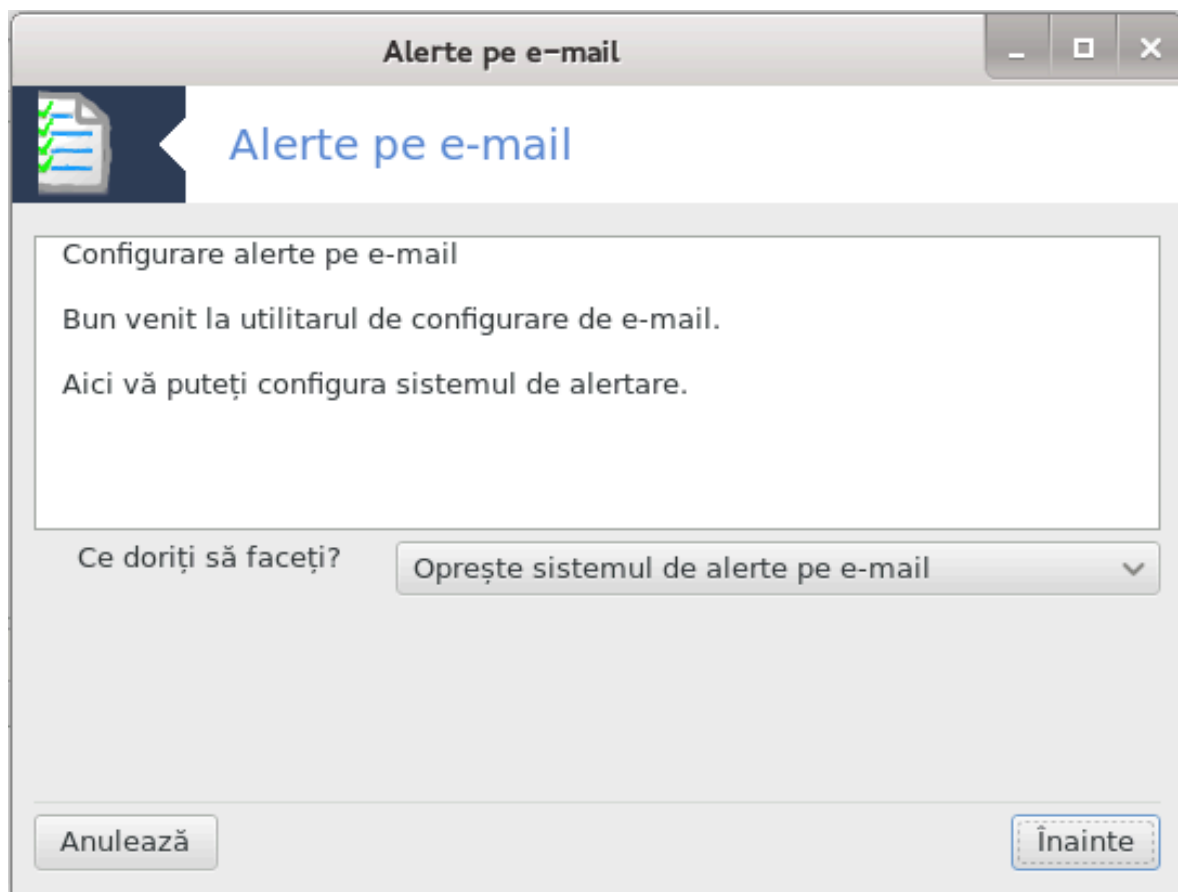 Alerte pe e-mail
Alerte pe e-mail
Configurare alerte pe e-mail
Bun venit la utilitarul de configurare de e-mail.
Aici vă puteți configura sistemul de alertare.
Ce doriți să faceți?
Oprește sistemul de alerte pe e-mail
Anulează
Înainte